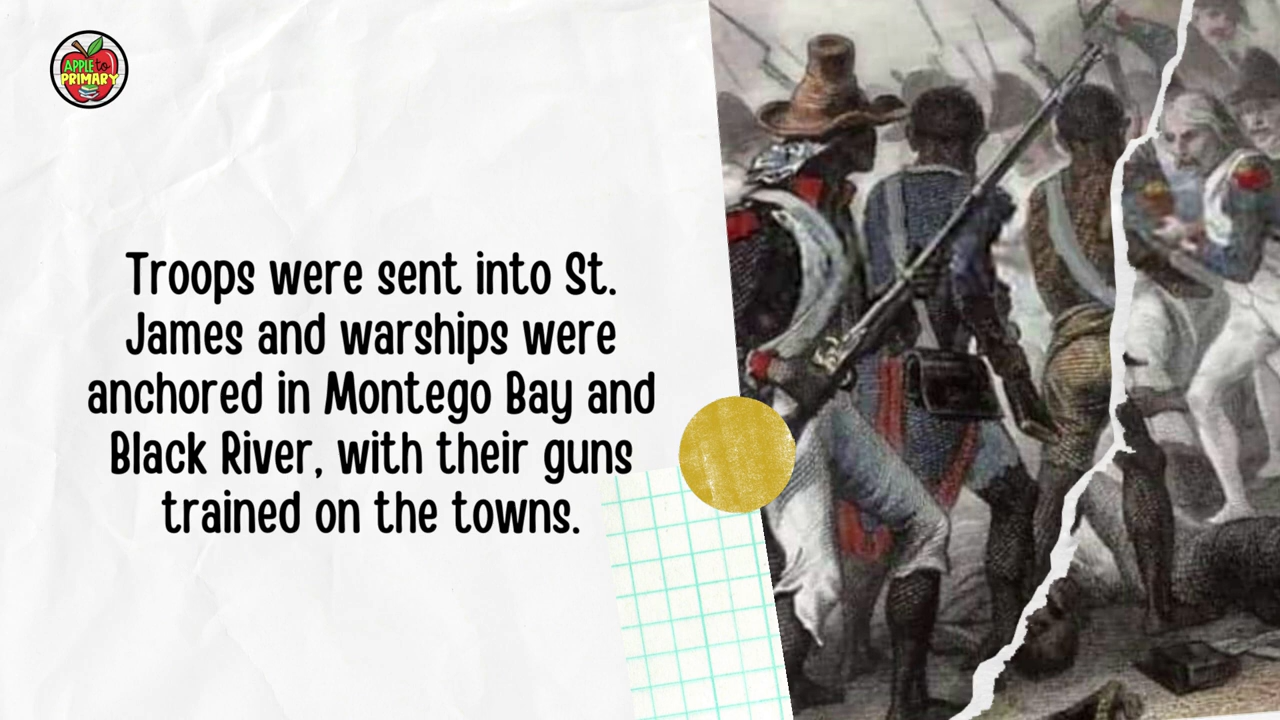 APPLE to
PRIMARY
Troops were sent into St.
James and warships were
anchored in Montego Bay and
Black River, with their guns
trained on the towns.